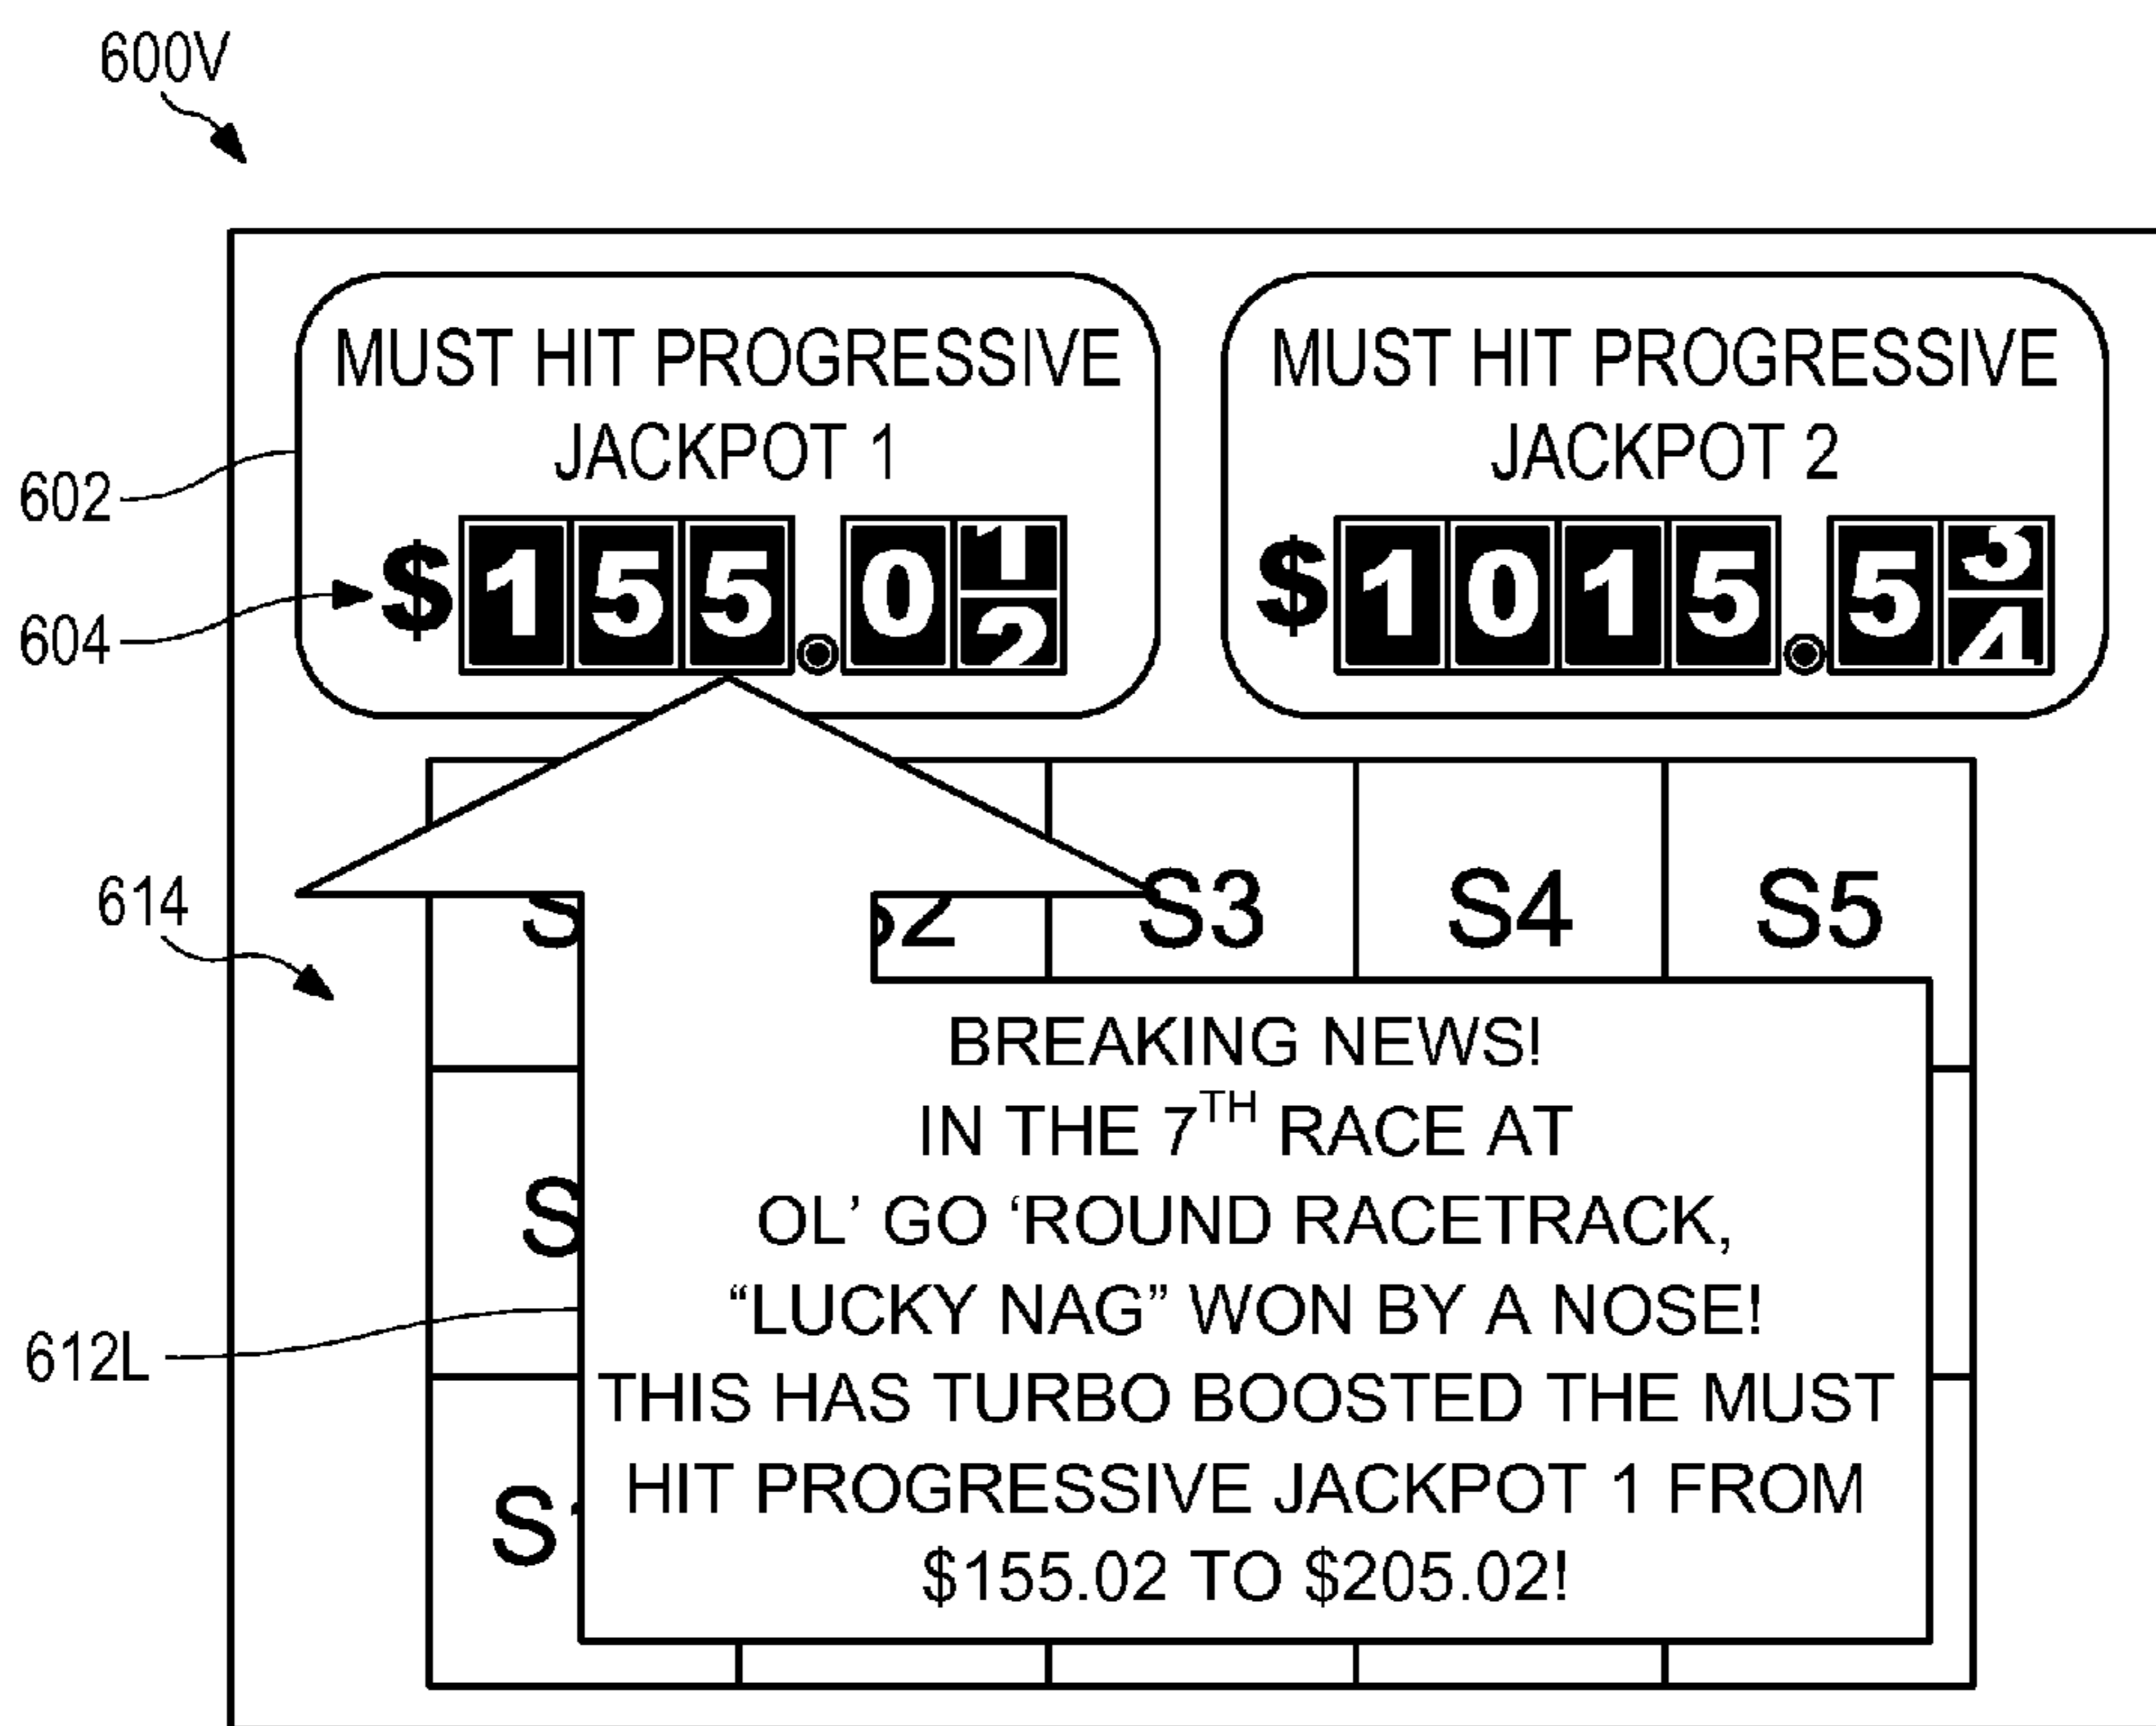 600V
MUST HIT PROGRESSIVE
JACKPOT 1
$155.0
MUST HIT PROGRESSIVE
JACKPOT 2
$1015.5
602
604
614
S3 S4 S5
BREAKING NEWS!
IN THE 7TH RACE AT
OL’ GO ‘ROUND RACETRACK,
“LUCKY NAG” WON BY A NOSE!
612L
THIS HAS TURBO BOOSTED THE MUST
HIT PROGRESSIVE JACKPOT 1 FROM
$155.02 TO $205.02!